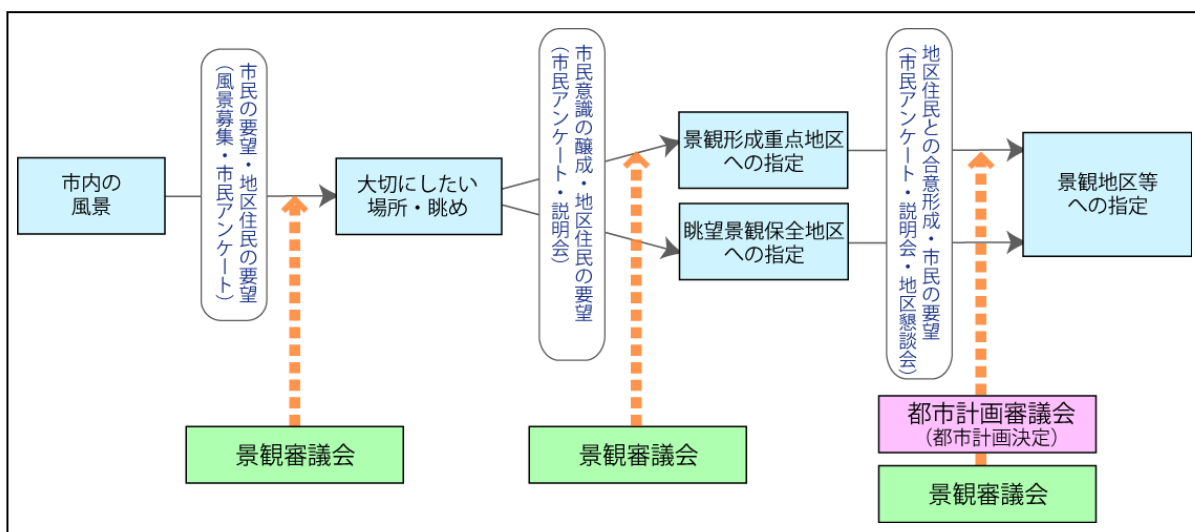 市内の
風景
市民の要望・地区住民の要望
（風景募集・市民アンケート）
大切にしたい
場所・眺め
市民意識の醸成・地区住民の要望
（市民アンケート・説明会）
景観形成重点地区
への指定
眺望景観保全地区
への指定
地区住民との合意形成・市民の要望
（市民アンケート・説明会・地区懇談会）
景観地区等
への指定
景観審議会
景観審議会
都市計画審議会
（都市計画決定）
景観審議会